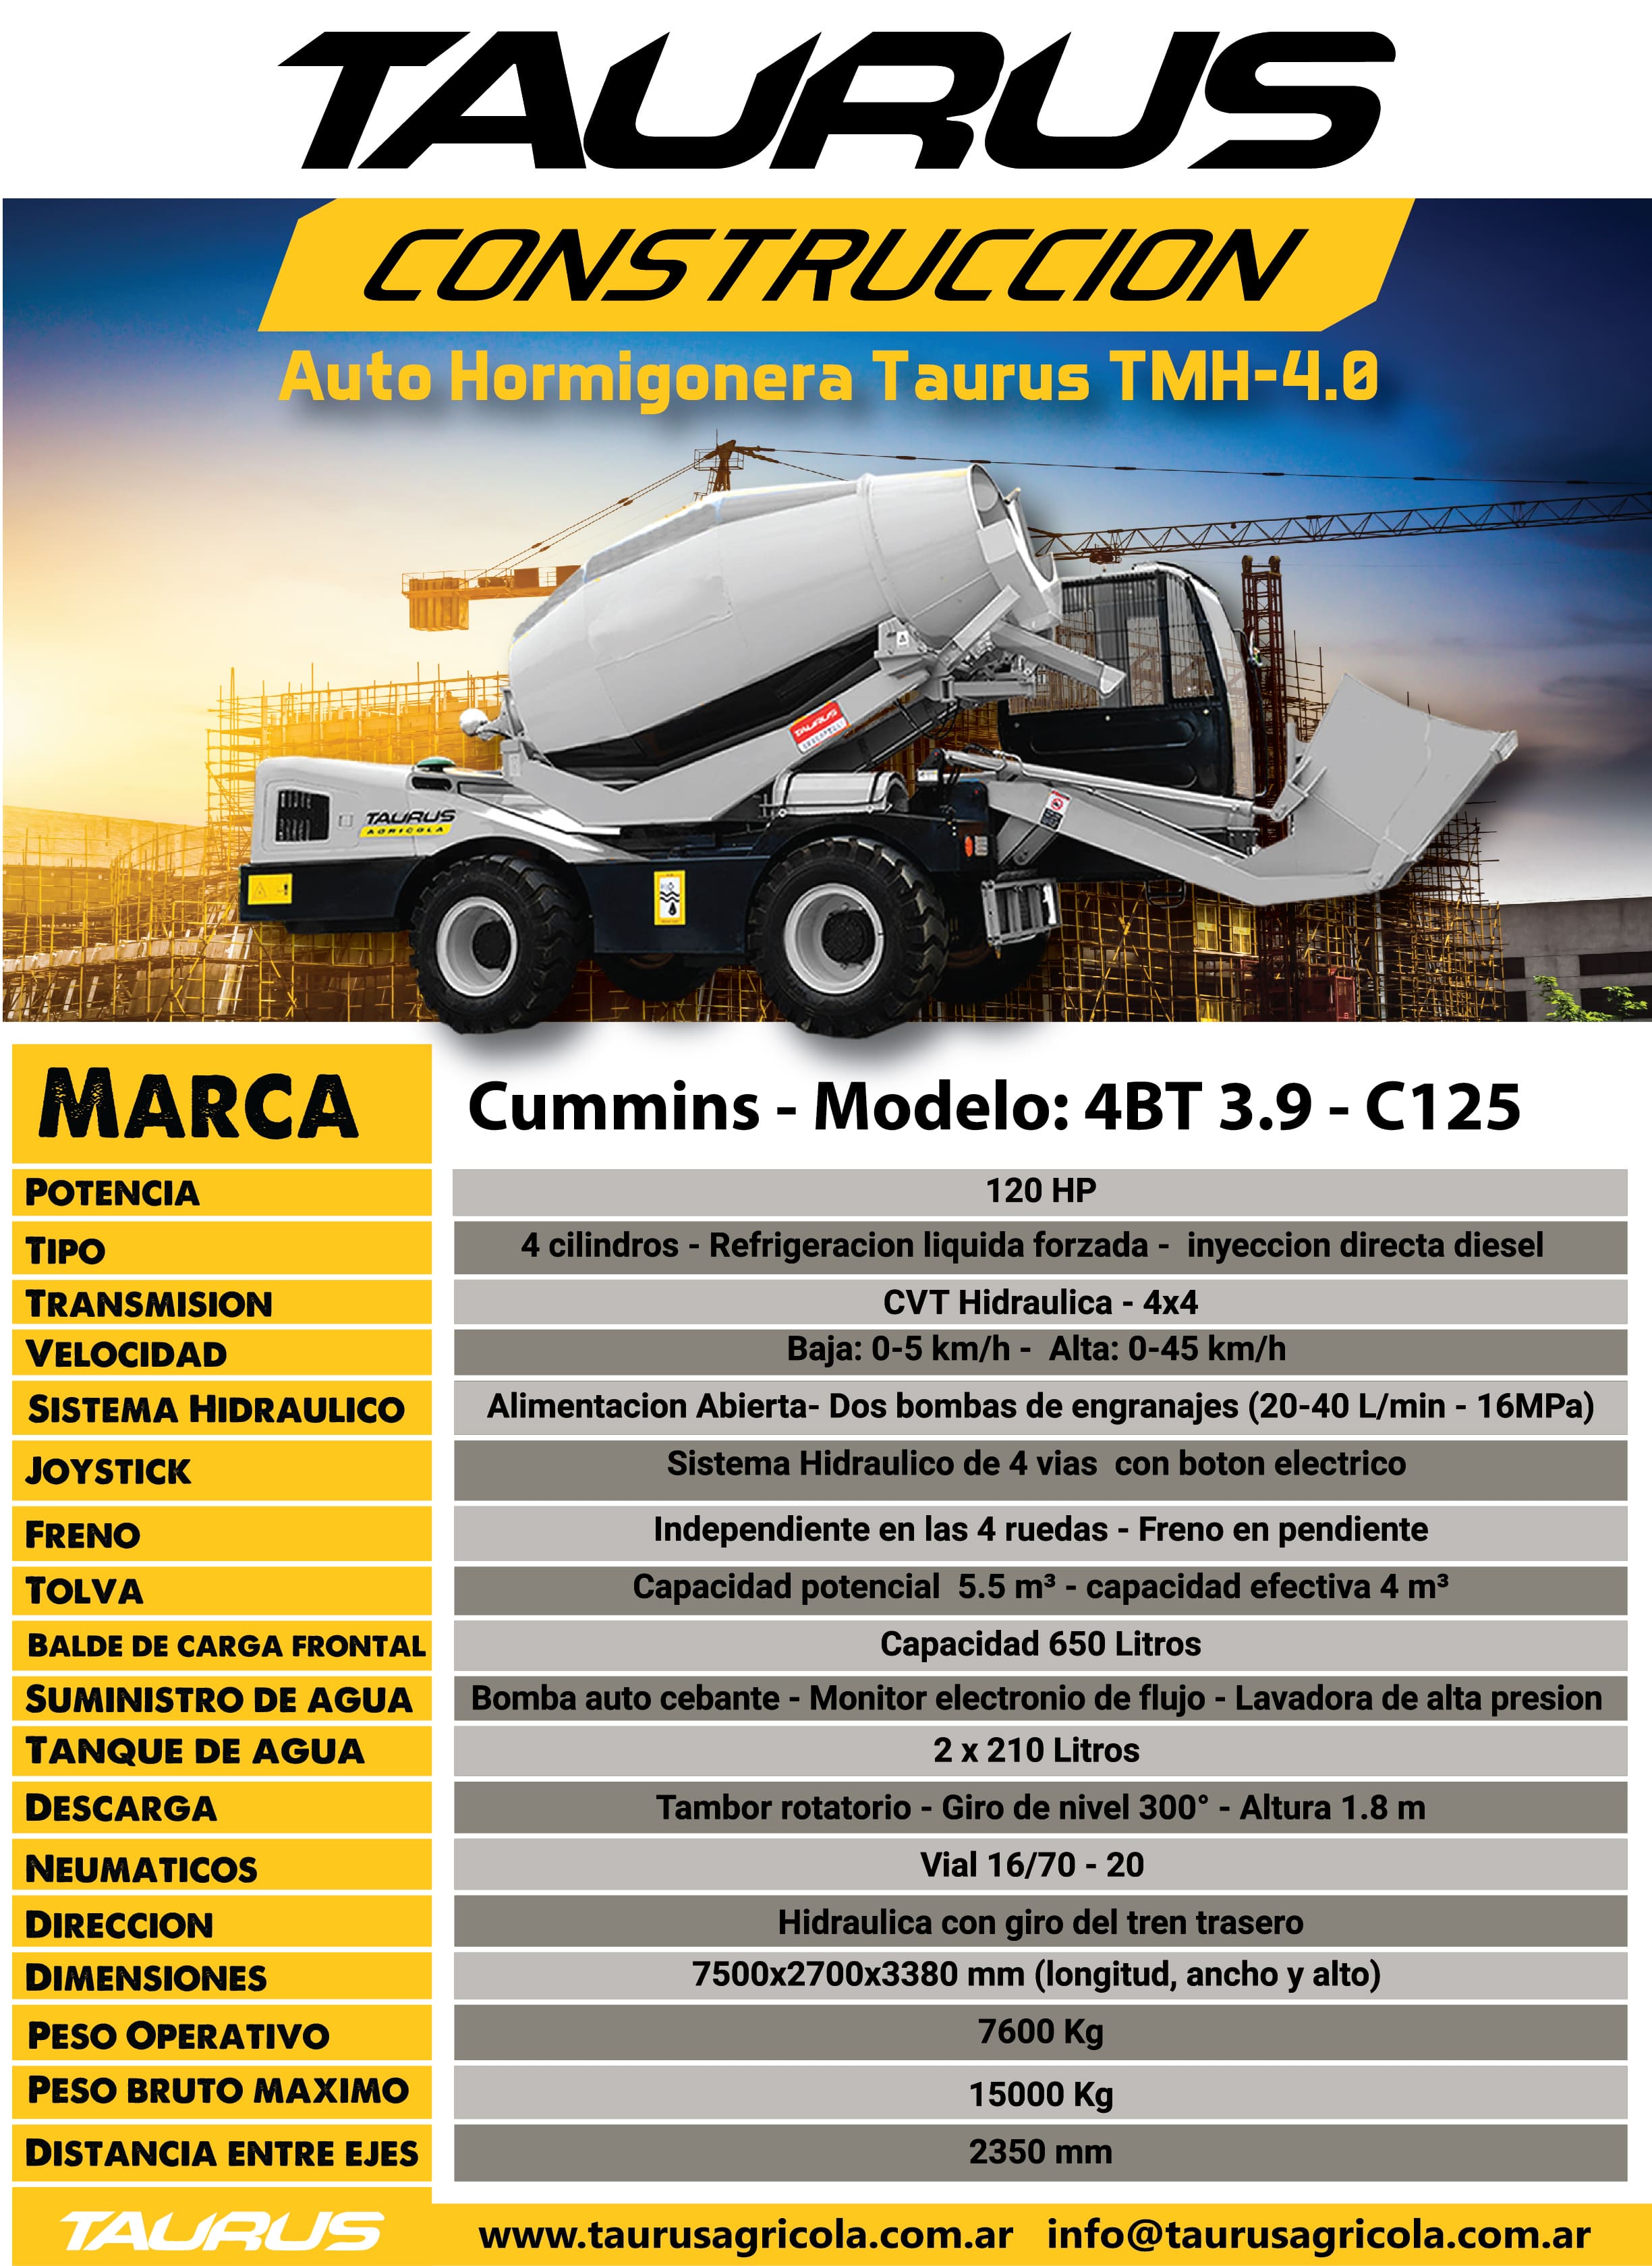 TAURUS
CONSTRUCCION
Auto Hormigonera Taurus TMH-4.0
TAURUS
TAURUS
AGRICOLA
MARCA
Cummins - Modelo: 4BT 3.9 - C125
POTENCIA
120 HP
TIPO
4 cilindros - Refrigeracion liquida forzada - inyeccion directa diesel
TRANSMISION
CVT Hidraulica - 4x4
VELOCIDAD
Baja: 0-5 km/h - Alta: 0-45 km/h
SISTEMA HIDRAULICO
Alimentacion Abierta- Dos bombas de engranajes (20-40 L/min - 16MPa)
JOYSTICK
Sistema Hidraulico de 4 vias con boton electrico
FRENO
Independiente en las 4 ruedas - Freno en pendiente
TOLVA
Capacidad potencial 5.5 m³ - capacidad efectiva 4 m³
BALDE DE CARGA FRONTAL
Capacidad 650 Litros
SUMINISTRO DE AGUA
Bomba auto cebante - Monitor electronio de flujo - Lavadora de alta presion
TANQUE DE AGUA
2 x 210 Litros
DESCARGA
Tambor rotatorio - Giro de nivel 300° - Altura 1.8 m
NEUMATICOS
Vial 16/70 - 20
DIRECCION
Hidraulica con giro del tren trasero
DIMENSIONES
7500x2700x3380 mm (longitud, ancho y alto)
PESO OPERATIVO
7600 Kg
PESO BRUTO MAXIMO
15000 Kg
DISTANCIA ENTRE EJES
2350 mm
TAURUS
www.taurusagricola.com.ar info@taurusagricola.com.ar